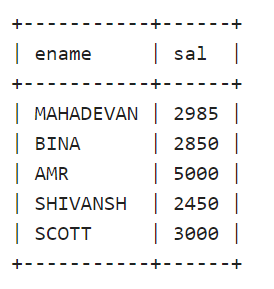 +-----------+------+
| ename     | sal  |
+-----------+------+
| MAHADEVAN | 2985 |
| BINA      | 2850 |
| AMR       | 5000 |
| SHIVANSH  | 2450 |
| SCOTT     | 3000 |
+-----------+------+